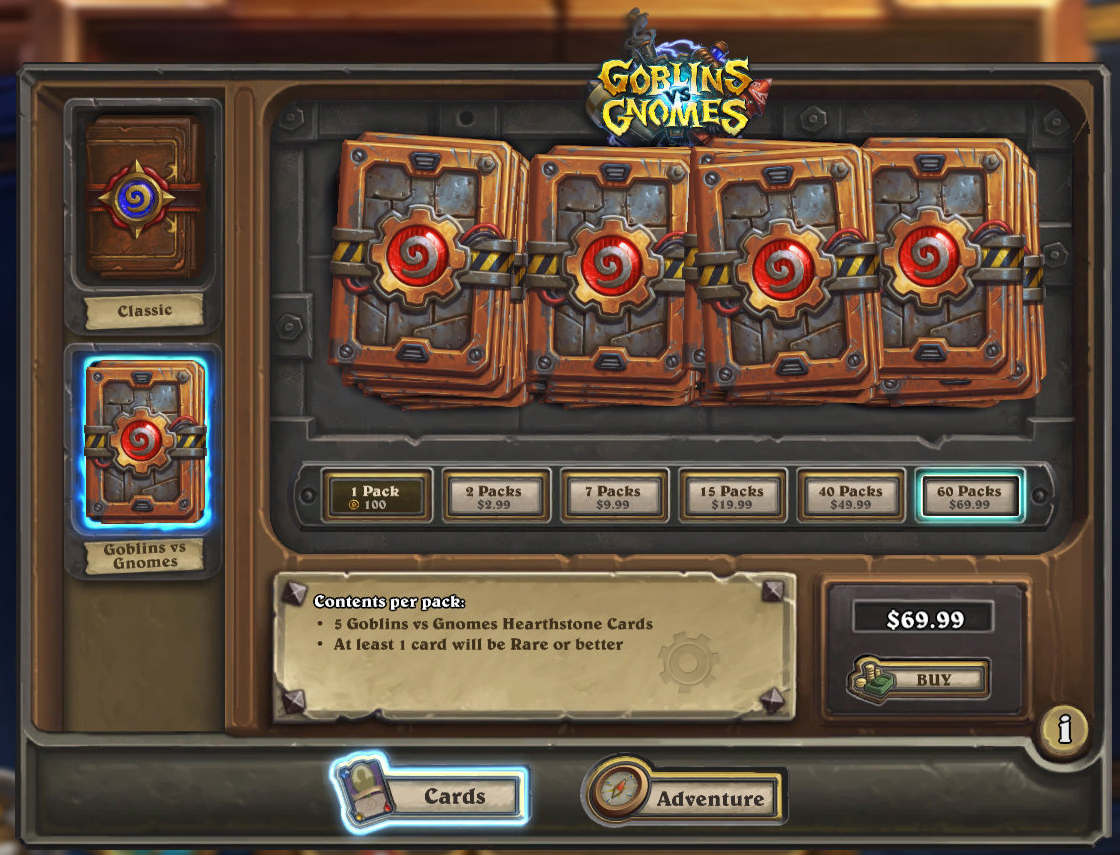 GOBLINS
VS
GNOMES
Classic
Goblins vs
Gnomes
1 Pack
100
2 Packs
$2.99
7 Packs
$9.99
15 Packs
$19.99
40 Packs
$49.99
60 Packs
$69.99
Contents per pack:
• 5 Goblins vs Gnomes Hearthstone Cards
• At least 1 card will be Rare or better
$69.99
BUY
i
Cards
Adventure